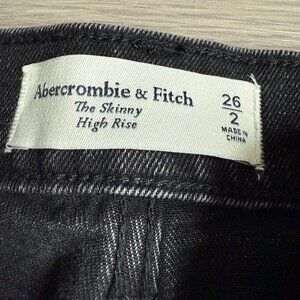 Abercrombie & Fitch
The Skinny
High Rise
26
2
MADE IN
CHINA